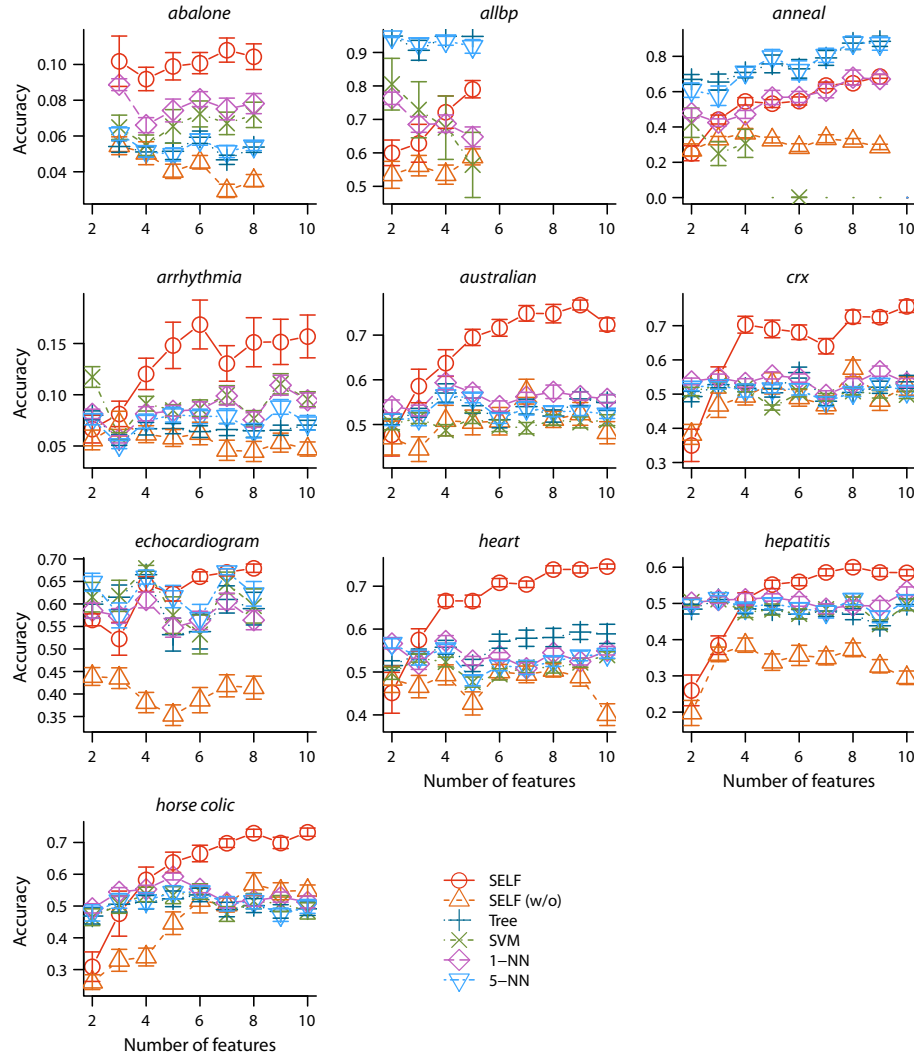 abalone
allbp
anneal
Accuracy
0.10
0.08
0.06
0.04
0.9
0.8
0.7
0.6
0.5
0.8
0.6
0.4
0.2
0.0
2 4 6 8 10
2 4 6 8 10
2 4 6 8 10
arrhythmia
australian
crx
Accuracy
0.15
0.10
0.05
0.7
0.6
0.5
0.7
0.6
0.5
0.4
0.3
2 4 6 8 10
2 4 6 8 10
2 4 6 8 10
echocardiogram
heart
hepatitis
Accuracy
0.70
0.65
0.60
0.55
0.50
0.45
0.40
0.35
0.7
0.6
0.5
0.4
0.6
0.5
0.4
0.3
0.2
2 4 6 8 10
2 4 6 8 10
2 4 6 8 10
Number of features
Number of features
horse colic
Accuracy
0.7
0.6
0.5
0.4
0.3
2 4 6 8 10
Number of features
SELF
SELF (w/o)
Tree
SVM
1−NN
5−NN